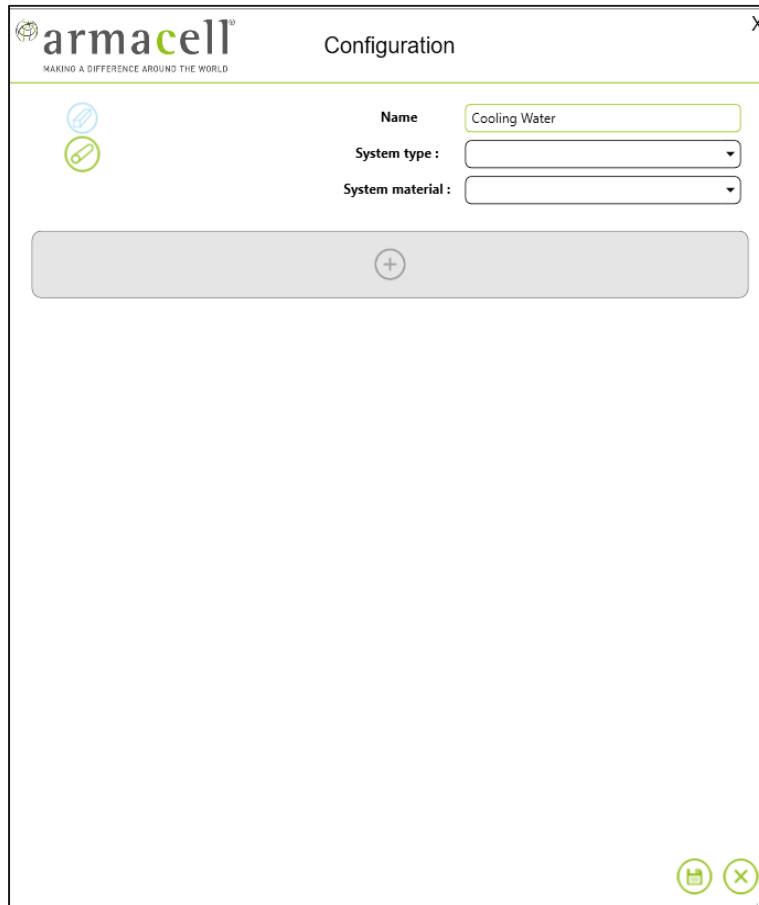 armacell®
MAKING A DIFFERENCE AROUND THE WORLD
Configuration
X
Name
Cooling Water
System type :
System material :